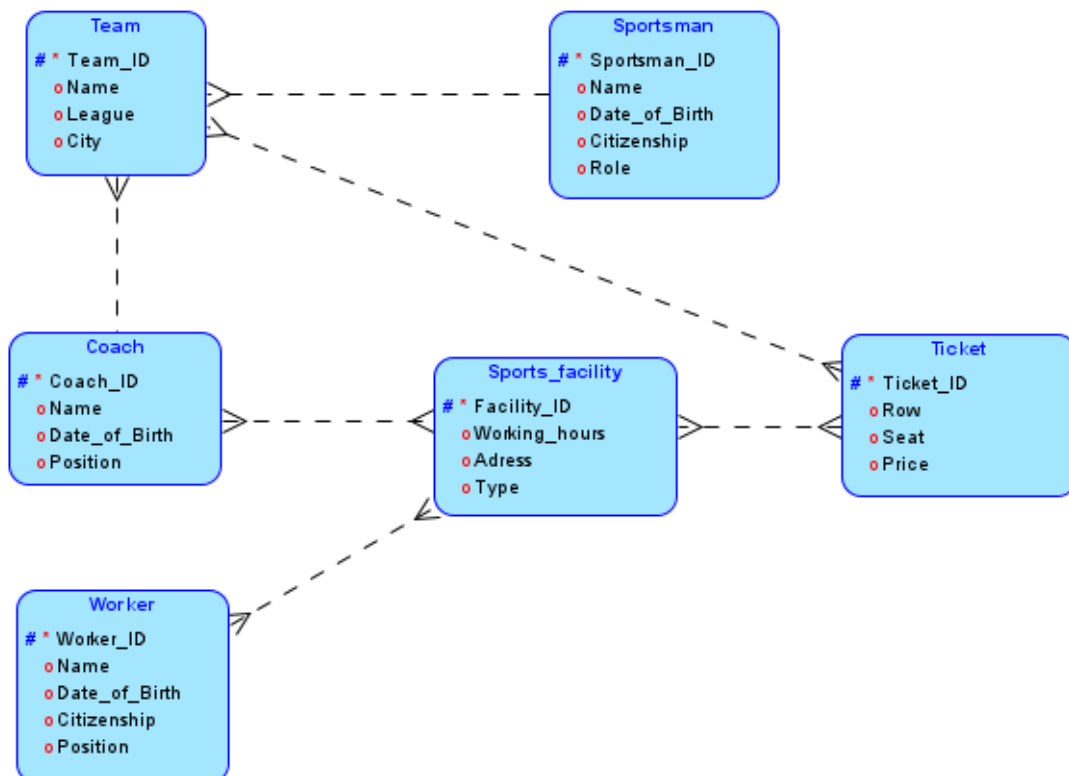 Team
# * Team_ID
o Name
o League
o City
Sportsman
# * Sportsman_ID
o Name
o Date_of_Birth
o Citizenship
o Role
Coach
# * Coach_ID
o Name
o Date_of_Birth
o Position
Sports_facility
# * Facility_ID
o Working_hours
o Adress
o Type
Ticket
# * Ticket_ID
o Row
o Seat
o Price
Worker
# * Worker_ID
o Name
o Date_of_Birth
o Citizenship
o Position